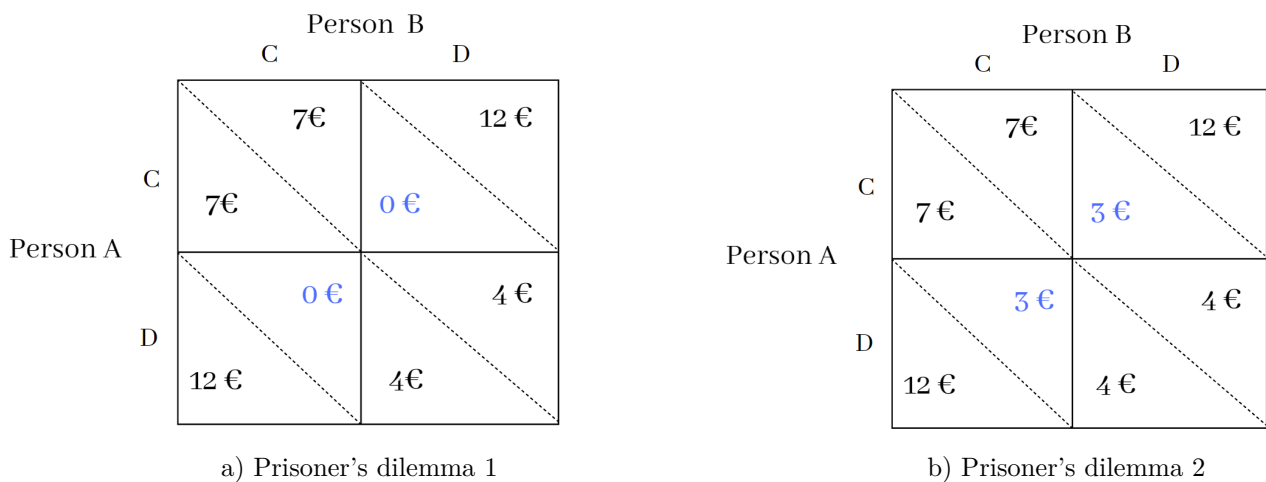 Person B
C D
7€ 12 €
C
7€ 0 €
Person A
0 € 4 €
D
12 € 4€
a) Prisoner's dilemma 1
Person B
C D
7€ 12 €
C
7 € 3 €
Person A
3 € 4 €
D
12 € 4 €
b) Prisoner's dilemma 2